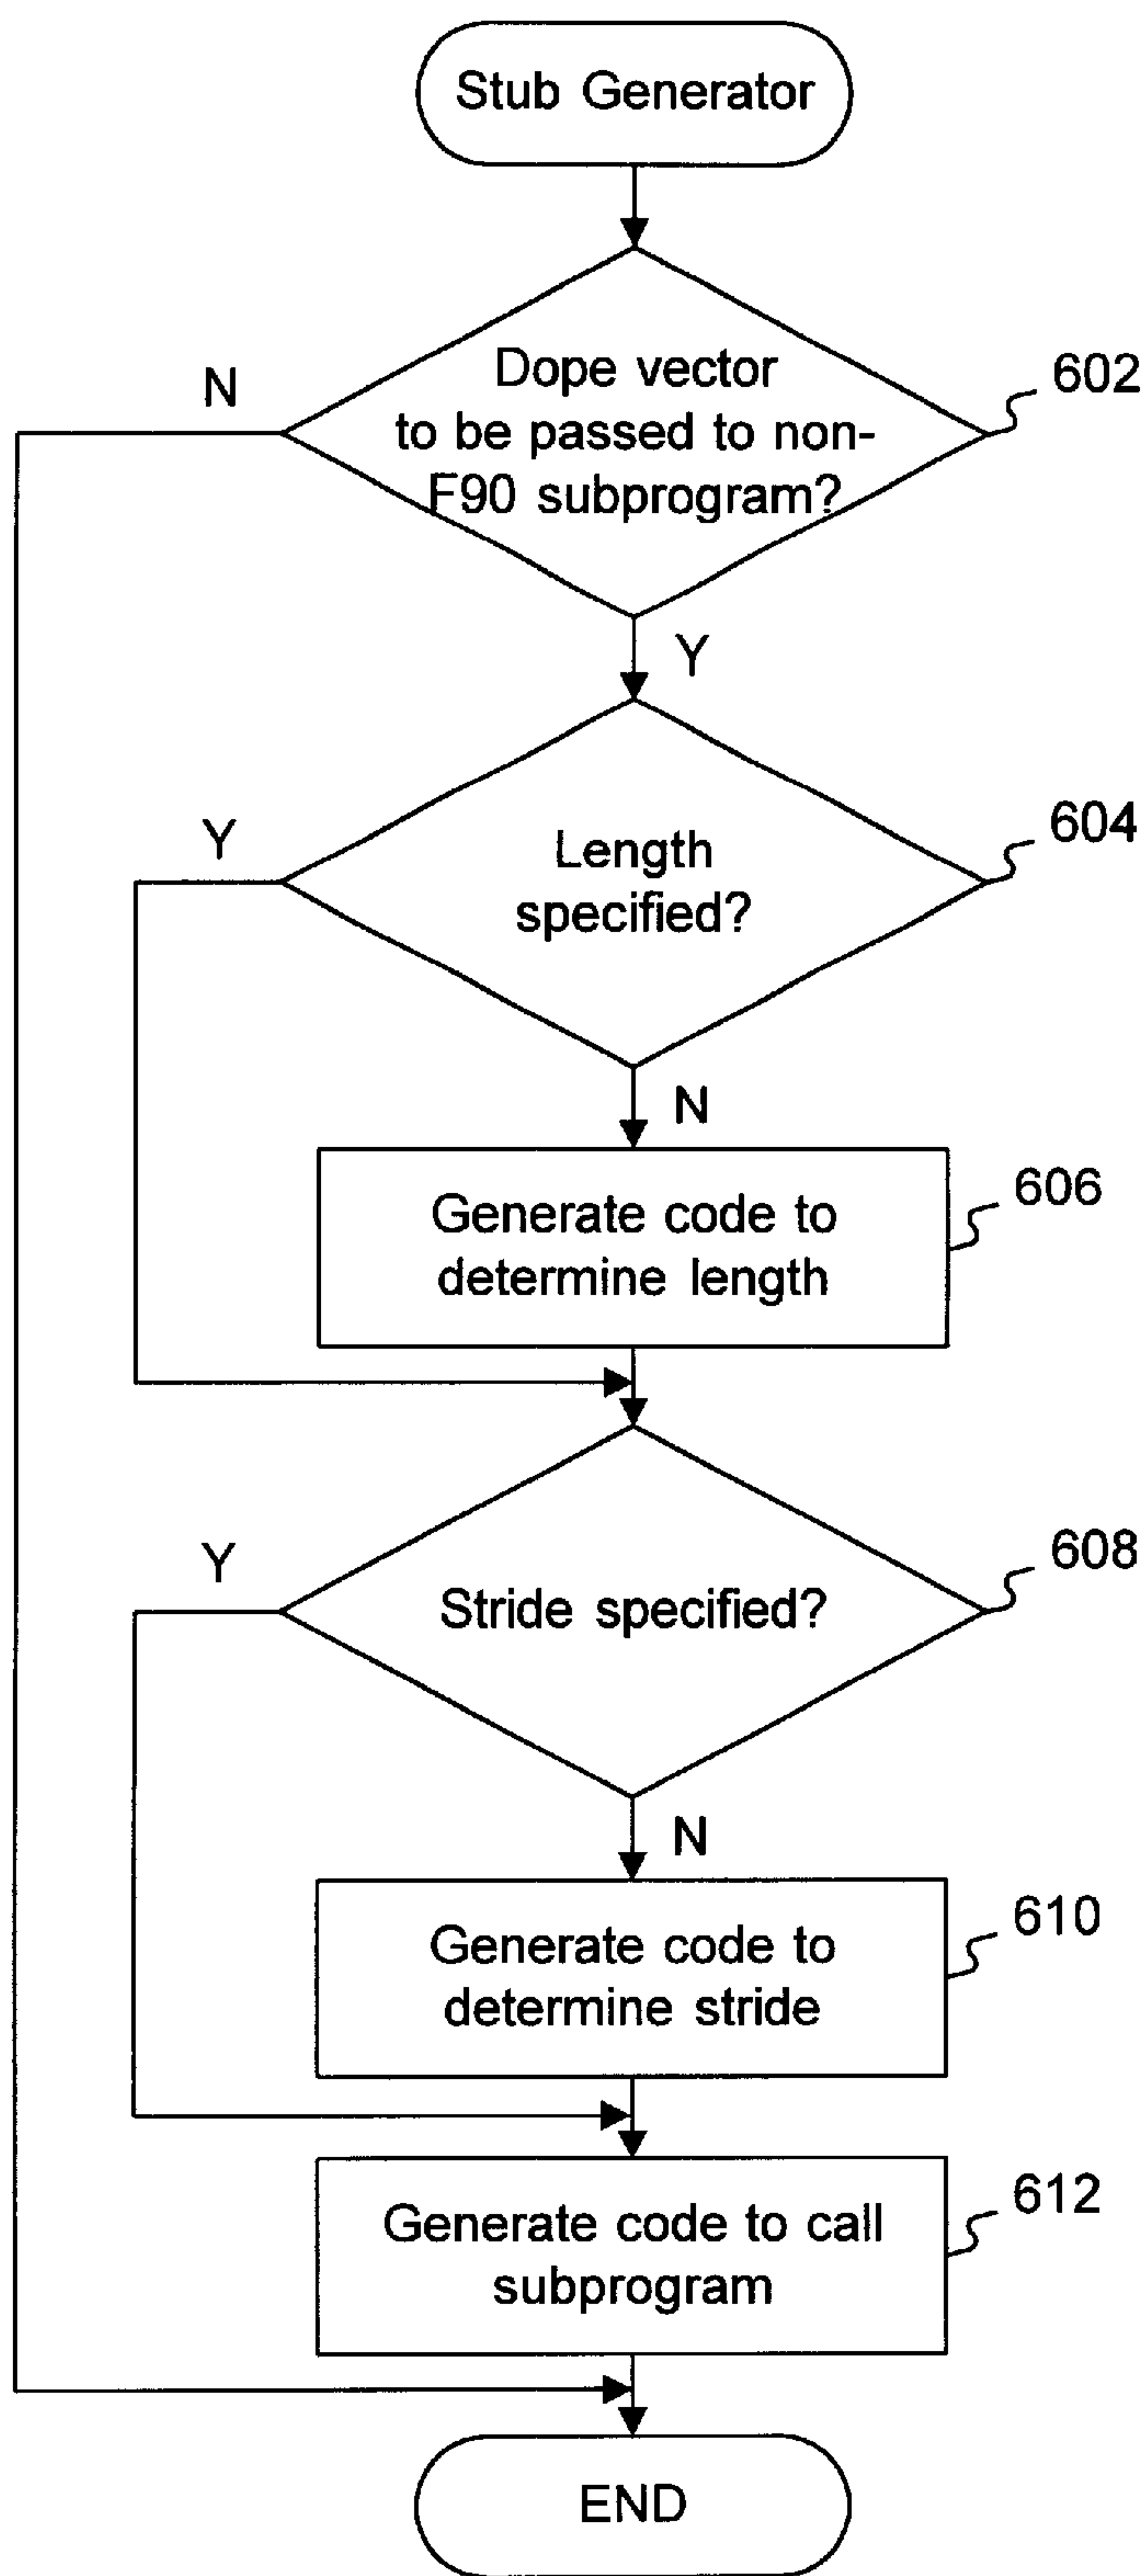 Stub Generator
N
Dope vector
to be passed to non-
F90 subprogram?
602
Y
Y
Length
specified?
604
N
Generate code to
determine length
606
Y
Stride specified?
608
N
Generate code to
determine stride
610
Generate code to call
subprogram
612
END